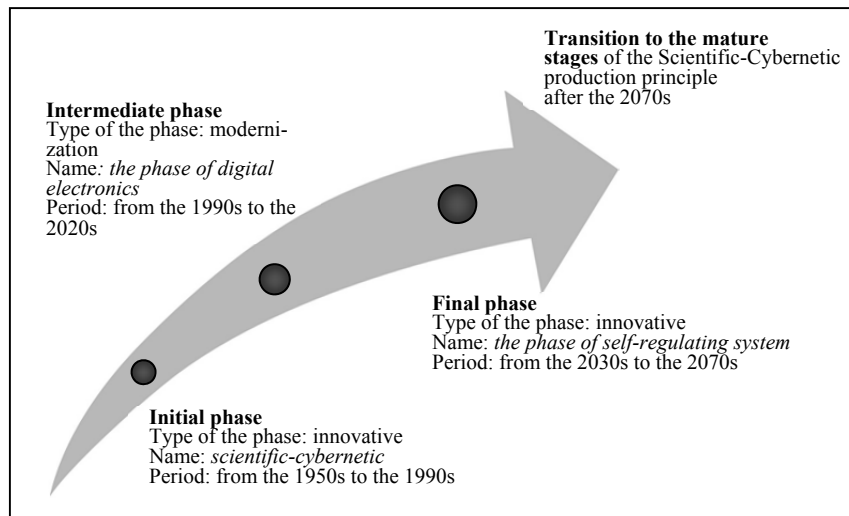 Transition to the mature
stages of the Scientific-Cybernetic
production principle
after the 2070s
Intermediate phase
Type of the phase: moderni-
zation
Name: the phase of digital
electronics
Period: from the 1990s to the
2020s
Final phase
Type of the phase: innovative
Name: the phase of self-regulating system
Period: from the 2030s to the 2070s
Initial phase
Type of the phase: innovative
Name: scientific-cybernetic
Period: from the 1950s to the 1990s